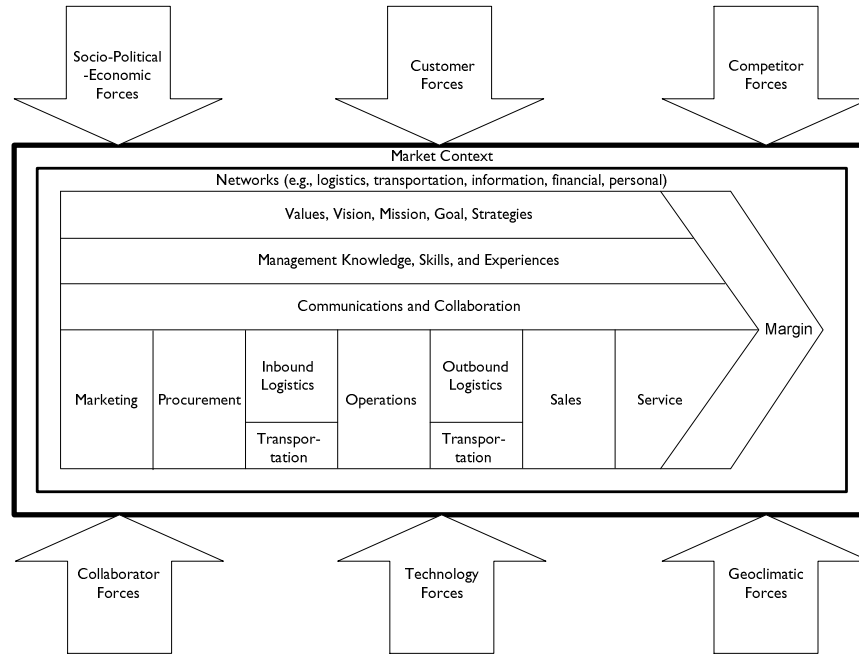 Socio-Political
-Economic
Forces
Customer
Forces
Competitor
Forces
Market Context
Networks (e.g., logistics, transportation, information, financial, personal)
Values, Vision, Mission, Goal, Strategies
Management Knowledge, Skills, and Experiences
Communications and Collaboration
Margin
Marketing
Procurement
Inbound
Logistics
Transpor-
tation
Operations
Outbound
Logistics
Transpor-
tation
Sales
Service
Collaborator
Forces
Technology
Forces
Geoclimatic
Forces